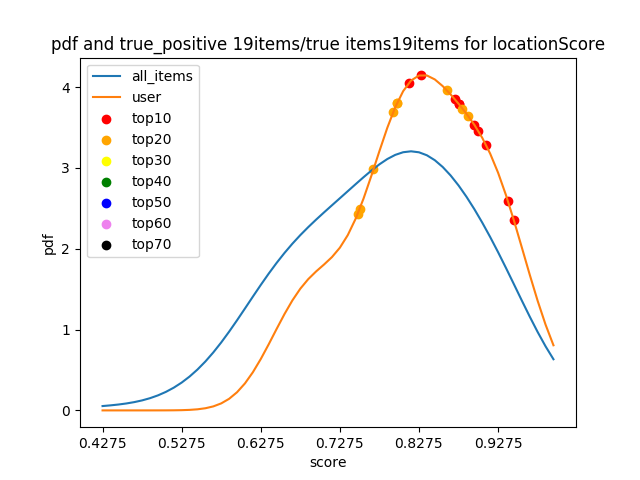 pdf and true_positive 19items/true items19items for locationScore
all_items
user
top10
top20
top30
top40
top50
top60
top70
pdf
4
3
2
1
0
0.4275 0.5275 0.6275 0.7275 0.8275 0.9275
score